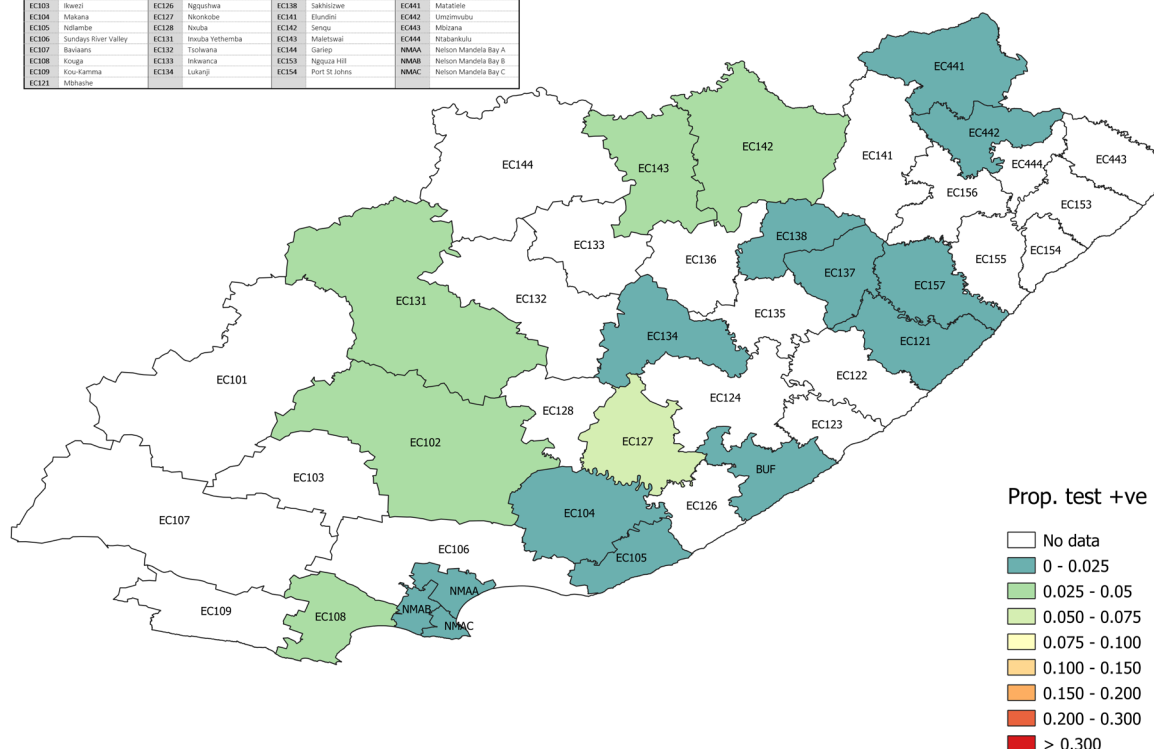 EC103 Ikwezi EC126 Ngqushwa EC138 Sakhisizwe EC441 Matatiele
EC104 Makana EC127 Nkonkobe EC141 Elundini EC442 Umzimvubu
EC105 Ndlambe EC128 Nxuba EC142 Senqu EC443 Mbizana
EC106 Sundays River Valley EC131 Inxuba Yethemba EC143 Maletswai EC444 Ntabankulu
EC107 Baviaans EC132 Tsolwana EC144 Gariep NMAA Nelson Mandela Bay A
EC108 Kouga EC133 Inkwanca EC153 Ngquza Hill NMAB Nelson Mandela Bay B
EC109 Kou-Kamma EC134 Lukanji EC154 Port St Johns NMAC Nelson Mandela Bay C
EC121 Mbhashe
EC441
EC442
EC142
EC141
EC444
EC443
EC144
EC143
EC156
EC153
EC138
EC133
EC136
EC155
EC154
EC137
EC157
EC131
EC132
EC135
EC134
EC121
EC101
EC122
EC124
EC128
EC123
EC102
EC127
BUF
EC103
EC126
EC104
EC107
EC106
EC105
NMAA
NMAB
EC109
EC108
NMAC
Prop. test +ve
No data
0 - 0.025
0.025 - 0.05
0.050 - 0.075
0.075 - 0.100
0.100 - 0.150
0.150 - 0.200
0.200 - 0.300
> 0.300